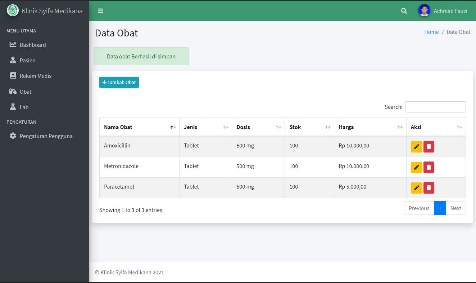 Klinik Syifa Medikana
Achmad Fauzi
MENU UTAMA
Dashboard
Pasien
Rekam Medis
Obat
Lab
PENGATURAN
Pengaturan Pengguna
Data Obat
Home / Data Obat
Data obat Berhasil disimpan
+ Tambah Obat
Search:
Nama Obat Jenis Dosis Stok Harga Aksi
Amoxicillin Tablet 500 mg 100 Rp 10.000,00
Metronidazole Tablet 500 mg 100 Rp 10.000,00
Paracetamol Tablet 500 mg 100 Rp 5.000,00
Showing 1 to 3 of 3 entries
Previous 1 Next
© Klinik Syifa Medikana 2021